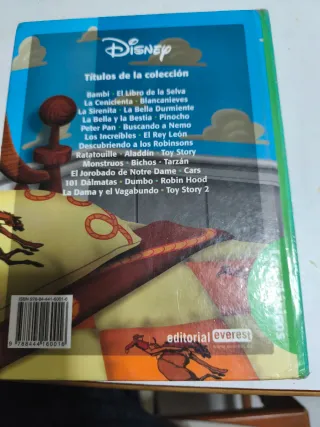 Disney
Títulos de la colección
Bambi · El Libro de la Selva
La Cenicienta · Blancanieves
La Sirenita · La Bella Durmiente
La Bella y la Bestia · Pinocho
Peter Pan · Buscando a Nemo
Los Increíbles · El Rey León
Descubriendo a los Robinsons
Ratatouille · Aladdín · Toy Story
Monstruos · Bichos · Tarzán
El Jorobado de Notre Dame · Cars
101 Dálmatas · Dumbo · Robin Hood
La Dama y el Vagabundo · Toy Story 2
9 788444 160016
editorial everest